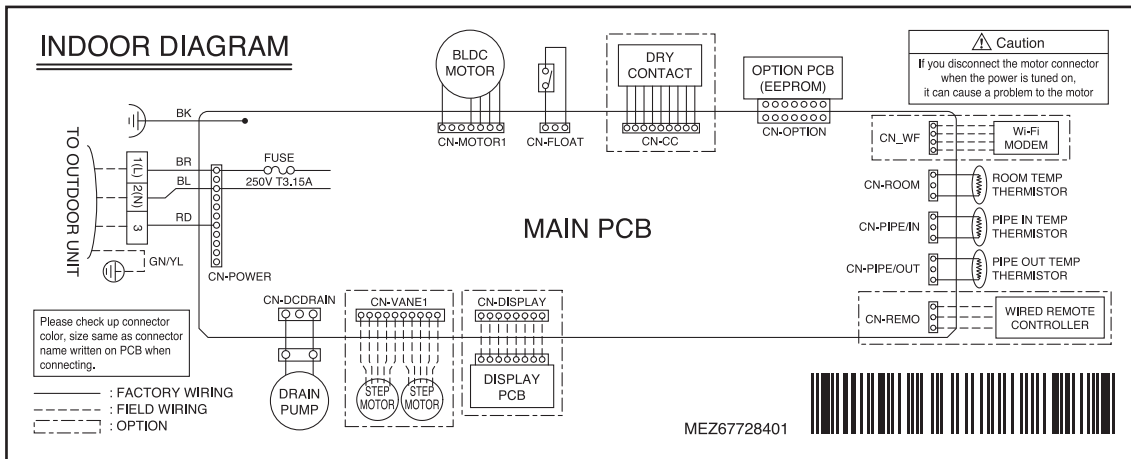 INDOOR DIAGRAM
BLDC
MOTOR
CN-MOTOR1
CN-FLOAT
DRY
CONTACT
CN-CC
OPTION PCB
(EEPROM)
CN-OPTION
Caution
If you disconnect the motor connector
when the power is tuned on,
it can cause a problem to the motor
TO OUTDOOR UNIT
BK
1(L)
BR
FUSE
250V T3.15A
2(N)
BL
3
RD
GN/YL
CN-POWER
MAIN PCB
CN_WF
Wi-Fi
MODEM
CN-ROOM
ROOM TEMP
THERMISTOR
CN-PIPE/IN
PIPE IN TEMP
THERMISTOR
CN-PIPE/OUT
PIPE OUT TEMP
THERMISTOR
CN-REMO
WIRED REMOTE
CONTROLLER
CN-DCDRAIN
DRAIN
PUMP
CN-VANE1
STEP
MOTOR
STEP
MOTOR
CN-DISPLAY
DISPLAY
PCB
Please check up connector
color, size same as connector
name written on PCB when
connecting.
: FACTORY WIRING
: FIELD WIRING
: OPTION
MEZ67728401